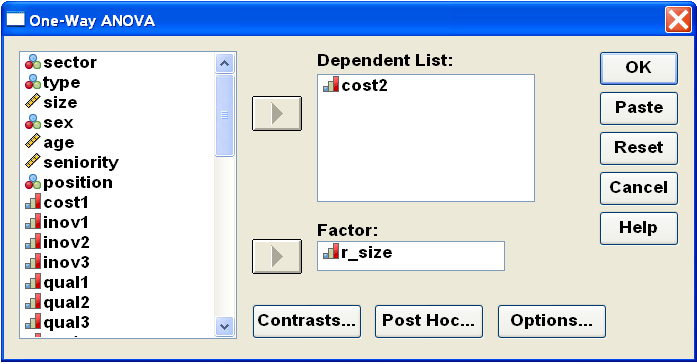 One-Way ANOVA
sector
type
size
sex
age
seniority
position
cost1
inov1
inov2
inov3
qual1
qual2
qual3
Dependent List:
cost2
Factor:
r_size
Contrasts...
Post Hoc...
Options...
OK
Paste
Reset
Cancel
Help